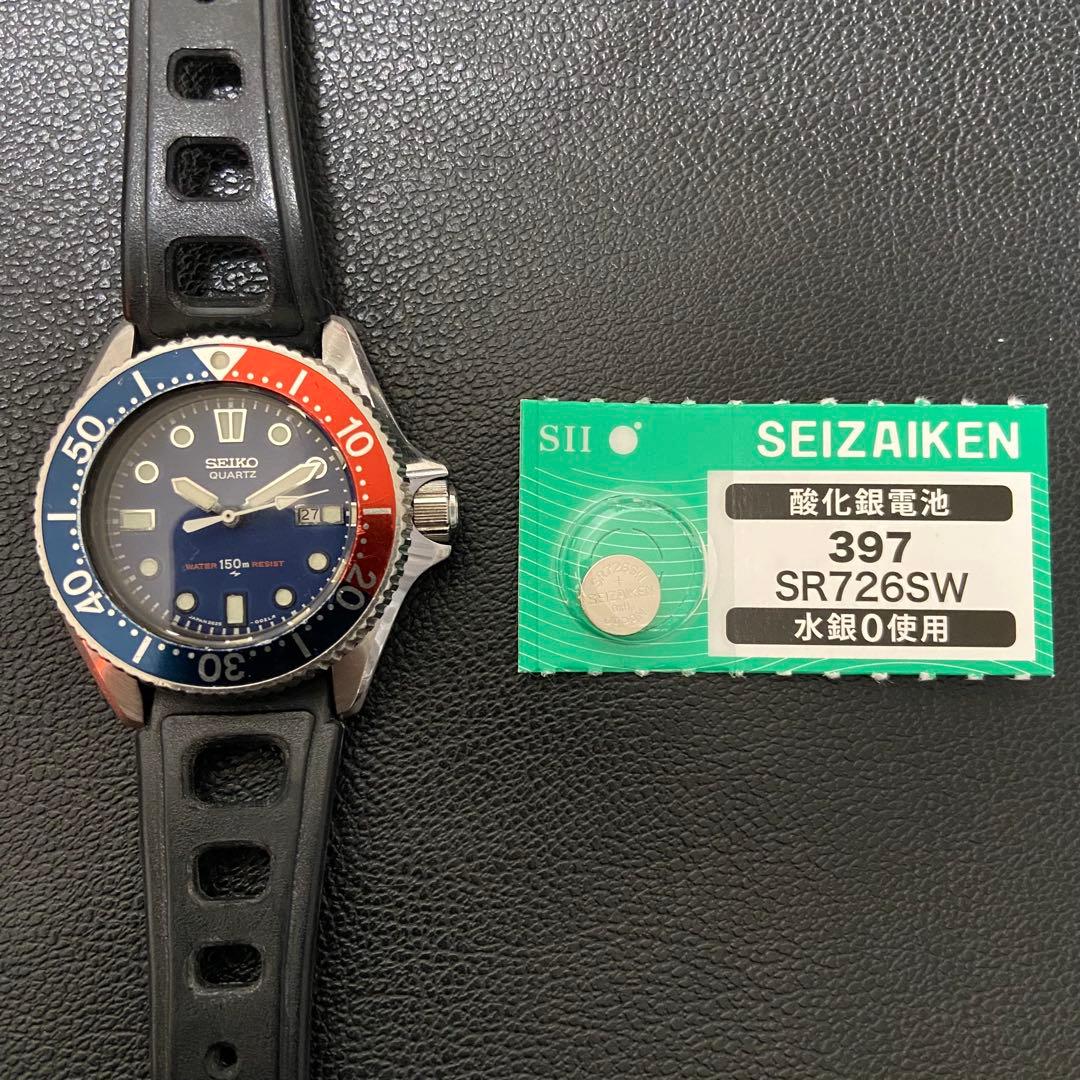 50
10
40
20
30
SEIKO
QUARTZ
27
WATER 150m RESIST
SII
SEIZAIKEN
酸化銀電池
397
SR726SW
水銀0使用
SEIZAIKEN